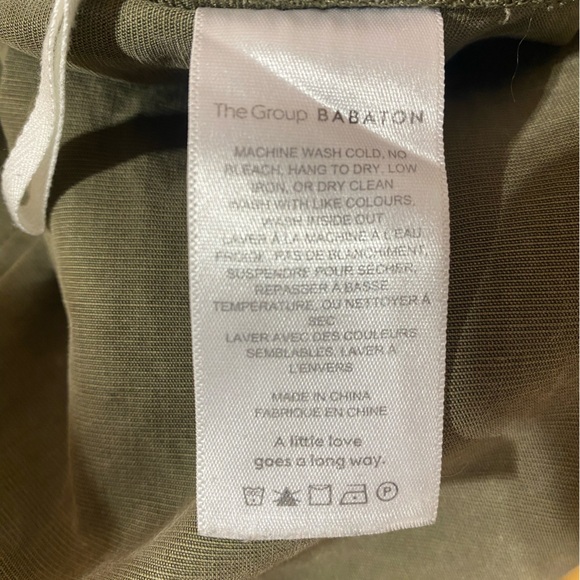 The Group BABATON
MACHINE WASH COLD, NO
BLEACH, HANG TO DRY, LOW
IRON, OR DRY CLEAN
WASH WITH LIKE COLOURS,
WASH INSIDE OUT
LAVER À LA MACHINE À L'EAU
FROIDE, PAS DE BLANCHIMENT,
SUSPENDRE POUR SÉCHER,
REPASSER À BASSE
TEMPÉRATURE, OU NETTOYER À
SEC
LAVER AVEC DES COULEURS
SEMBLABLES, LAVER À
L'ENVERS
MADE IN CHINA
FABRIQUÉ EN CHINE
A little love
goes a long way.
P